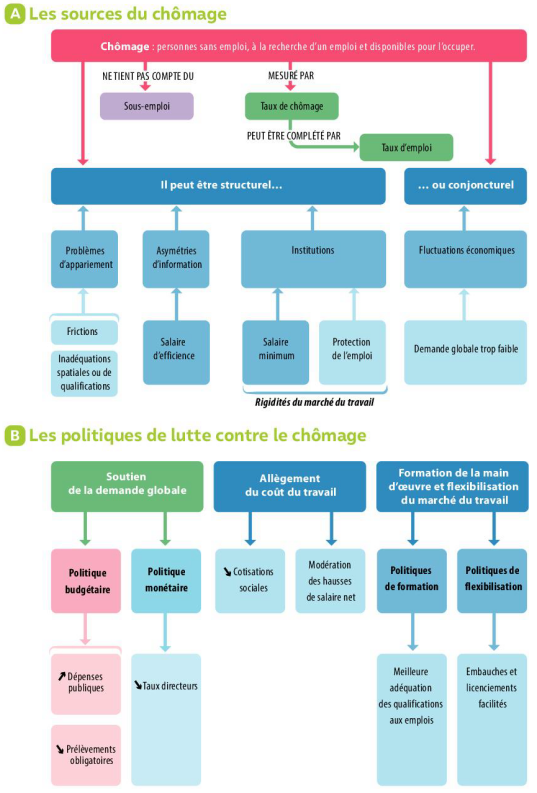 A Les sources du chômage
Chômage : personnes sans emploi, à la recherche d'un emploi et disponibles pour l'occuper.
NE TIENT PAS COMPTE DU
MESURÉ PAR
Sous-emploi
Taux de chômage
PEUT ÊTRE COMPLÉTÉ PAR
Taux d'emploi
Il peut être structurel…
… ou conjoncturel
Problèmes
d'appariement
Asymétries
d'information
Institutions
Fluctuations économiques
Frictions
Inadéquations
spatiales ou de
qualifications
Salaire
d'efficience
Salaire
minimum
Protection
de l'emploi
Demande globale trop faible
Rigidités du marché du travail
B Les politiques de lutte contre le chômage
Soutien
de la demande globale
Allègement
du coût du travail
Formation de la main
d'œuvre et flexibilisation
du marché du travail
Politique
budgétaire
Politique
monétaire
↘ Cotisations
sociales
Modération
des hausses
de salaire net
Politiques
de formation
Politiques de
flexibilisation
↗ Dépenses
publiques
↘ Prélèvements
obligatoires
↘ Taux directeurs
Meilleure
adéquation
des qualifications
aux emplois
Embauches et
licenciements
facilités